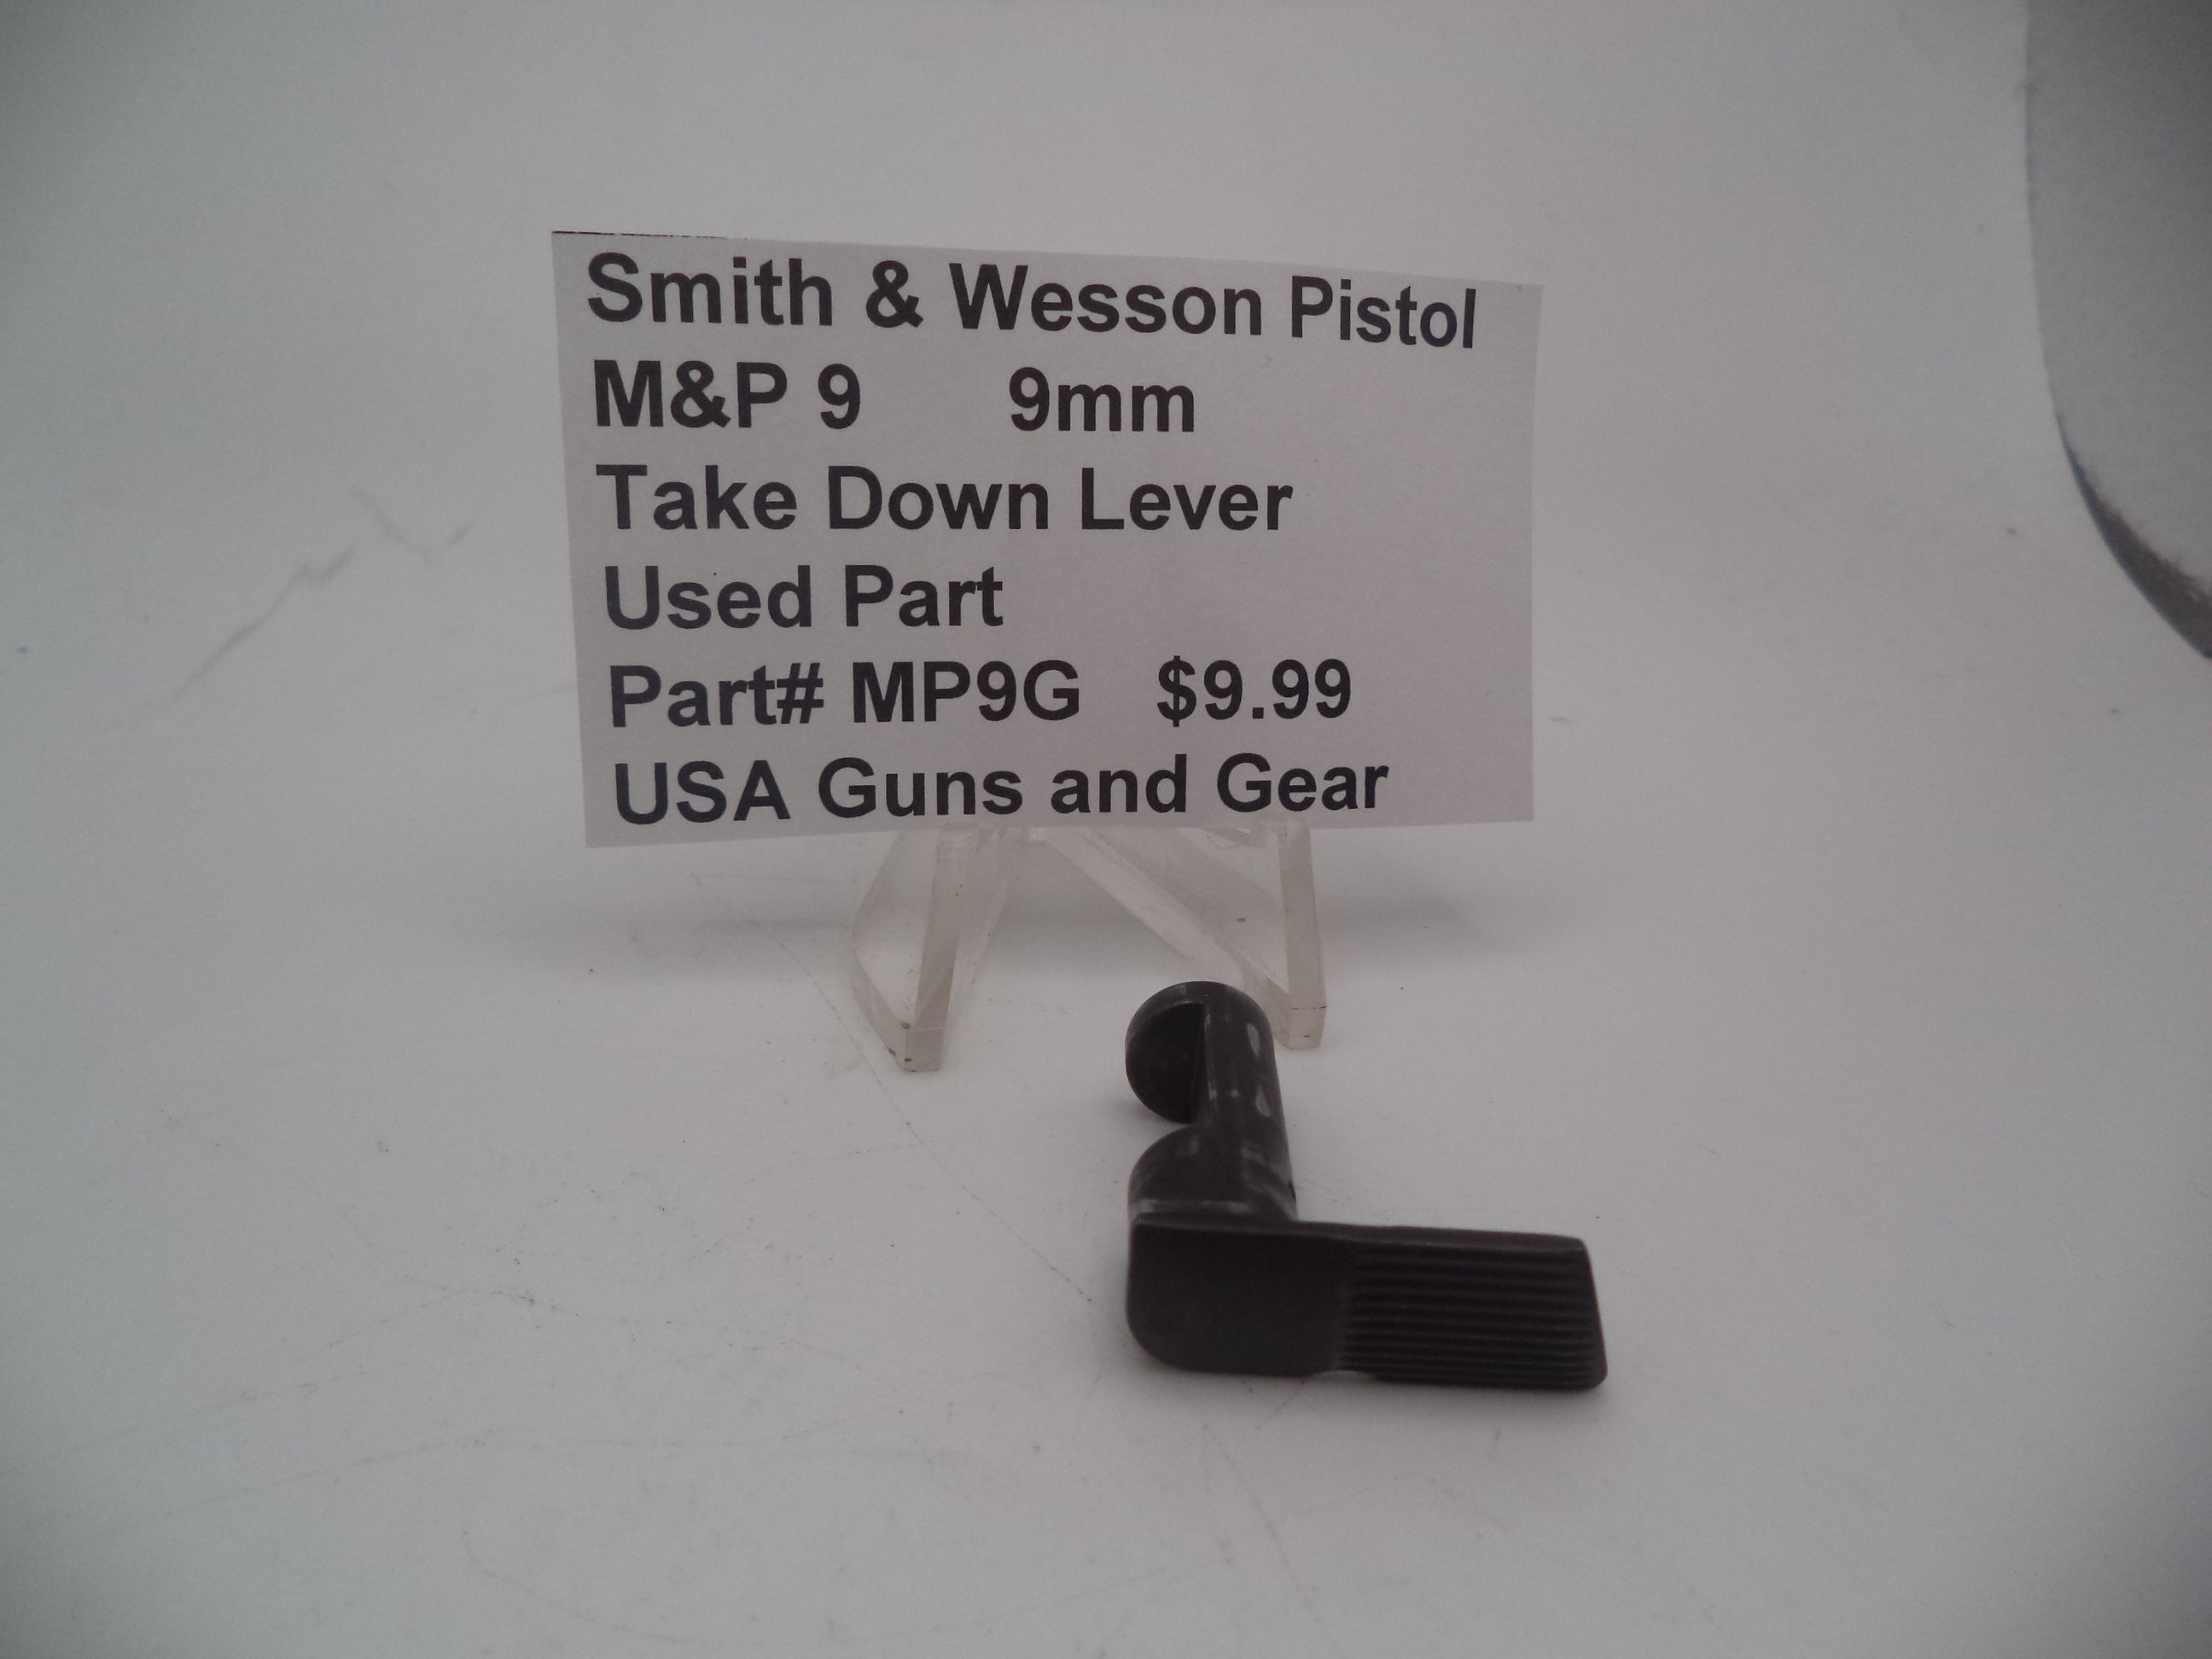 Smith & Wesson Pistol
M&P 9 9mm
Take Down Lever
Used Part
Part# MP9G $9.99
USA Guns and Gear